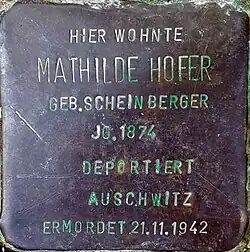 HIER WOHNTE
MATHILDE HOFER
GEB. SCHEINBERGER
JG. 1874
DEPORTIERT
AUSCHWITZ
ERMORDET 21.11.1942